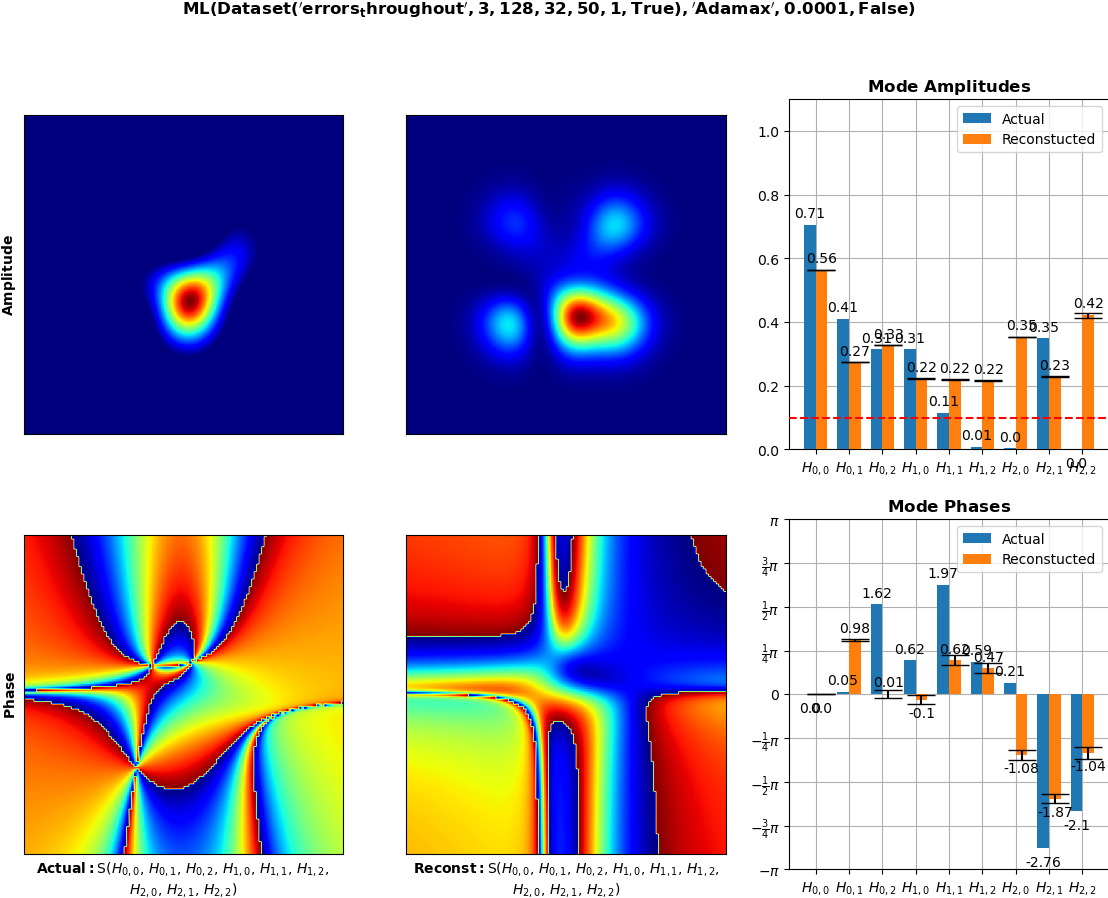 ML(Dataset('errors_throughout', 3, 128, 32, 50, 1, True), 'Adamax', 0.0001, False)
Amplitude
Mode Amplitudes
Actual
Reconstucted
1.0
0.8
0.6
0.4
0.2
0.0
0.71
0.56
0.41
0.27
0.31
0.33
0.31
0.22
0.11
0.22
0.01
0.22
0.0
0.35
0.35
0.23
0.0
0.42
H0,0 H0,1 H0,2 H1,0 H1,1 H1,2 H2,0 H2,1 H2,2
Phase
Mode Phases
Actual
Reconstucted
π
3/4π
1/2π
1/4π
0
−1/4π
−1/2π
−3/4π
−π
0.0
0.0
0.05
0.98
1.62
0.01
0.62
-0.1
1.97
0.62
0.59
0.47
0.21
-1.08
-2.76
-1.87
-2.1
-1.04
H0,0 H0,1 H0,2 H1,0 H1,1 H1,2 H2,0 H2,1 H2,2
Actual: S(H0,0, H0,1, H0,2, H1,0, H1,1, H1,2,
H2,0, H2,1, H2,2)
Reconst: S(H0,0, H0,1, H0,2, H1,0, H1,1, H1,2,
H2,0, H2,1, H2,2)